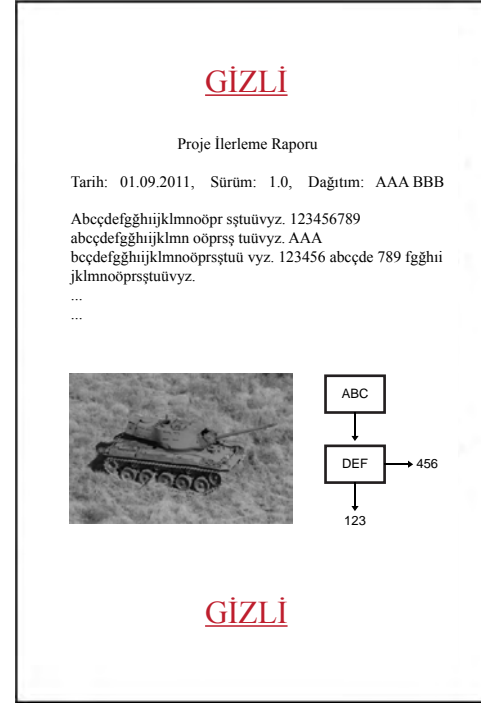 GİZLİ
Proje İlerleme Raporu
Tarih: 01.09.2011, Sürüm: 1.0, Dağıtım: AAA BBB
Abcçdefgğhıijklmnoöpr sştuüvyz. 123456789
abcçdefgğhıijklmn oöprsş tuüvyz. AAA
bcçdefgğhıijklmnoöprsştuü vyz. 123456 abcçde 789 fgğhıi
jklmnoöprsştuüvyz.
...
...
ABC
DEF
456
123
GİZLİ